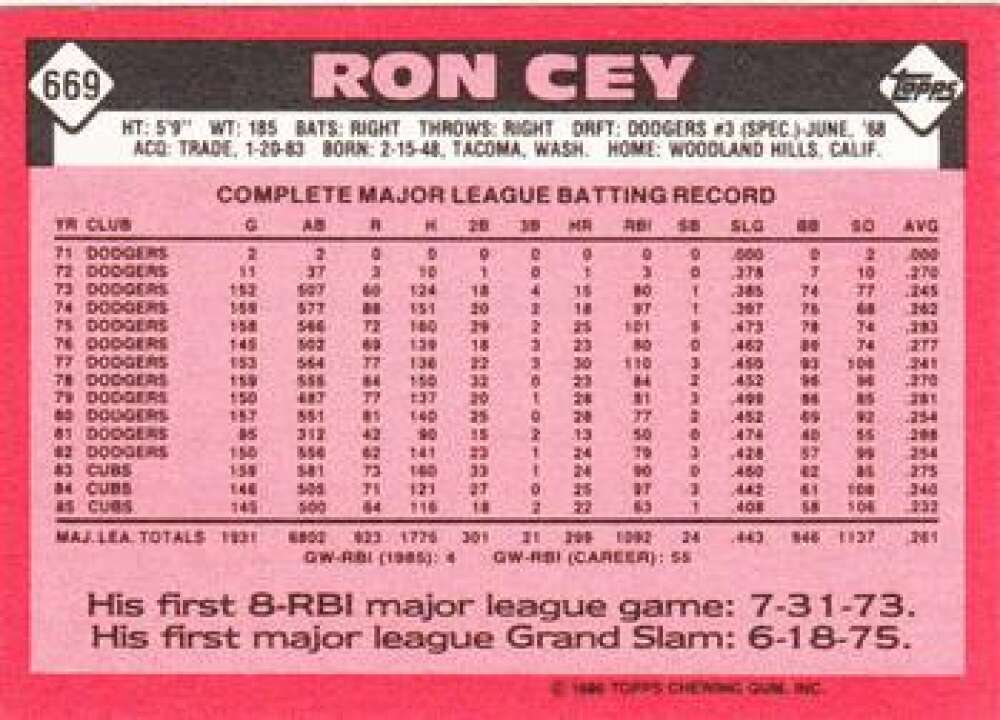 669
RON CEY
Topps
HT: 5'9" WT: 185 BATS: RIGHT THROWS: RIGHT DRFT: DODGERS #3 (SPEC.)-JUNE, '68
ACQ: TRADE, 1-20-83 BORN: 2-15-48, TACOMA, WASH. HOME: WOODLAND HILLS, CALIF.
COMPLETE MAJOR LEAGUE BATTING RECORD
YR CLUB G AB R H 2B 3B HR RBI SB SLG BB SO AVG
71 DODGERS 2 2 0 0 0 0 0 0 0 .000 0 2 .000
72 DODGERS 11 37 3 10 1 0 1 3 0 .378 7 10 .270
73 DODGERS 152 507 60 124 18 4 15 80 1 .385 74 77 .245
74 DODGERS 159 577 88 151 20 2 18 97 1 .397 76 68 .262
75 DODGERS 158 566 72 160 29 2 25 101 5 .473 78 74 .283
76 DODGERS 145 502 69 139 18 3 23 80 0 .462 89 74 .277
77 DODGERS 153 564 77 136 22 3 30 110 3 .450 93 106 .241
78 DODGERS 159 555 84 150 32 0 23 84 2 .452 96 96 .270
79 DODGERS 150 487 77 137 20 1 28 81 3 .499 86 85 .281
80 DODGERS 157 551 81 140 25 0 28 77 2 .452 69 92 .254
81 DODGERS 85 312 42 90 15 2 13 50 0 .474 40 55 .288
82 DODGERS 150 556 62 141 23 1 24 79 3 .428 57 99 .254
83 CUBS 159 581 73 160 33 1 24 90 0 .460 62 85 .275
84 CUBS 146 505 71 121 27 0 25 97 3 .442 61 108 .240
85 CUBS 145 500 64 116 18 2 22 63 1 .408 58 106 .232
MAJ. LEA. TOTALS 1931 6802 923 1775 301 21 299 1092 24 .443 946 1137 .261
GW-RBI (1985): 4 GW-RBI (CAREER): 55
His first 8-RBI major league game: 7-31-73.
His first major league Grand Slam: 6-18-75.
© 1986 TOPPS CHEWING GUM, INC.